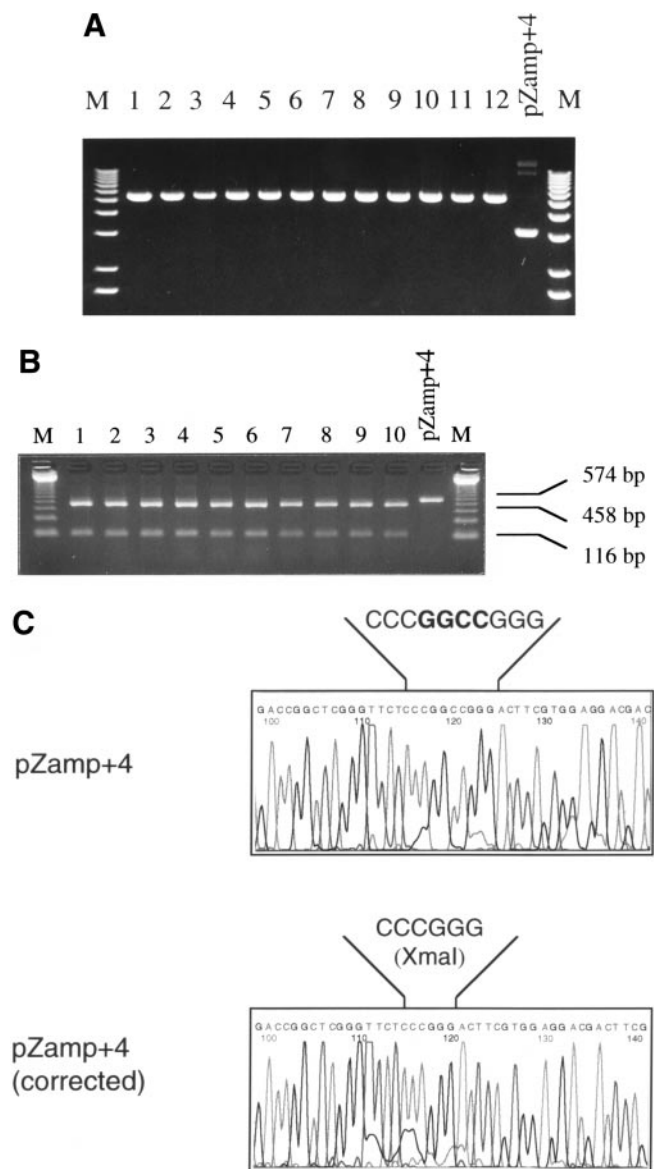 A
M 1 2 3 4 5 6 7 8 9 10 11 12 pZamp+4 M
B
M 1 2 3 4 5 6 7 8 9 10 pZamp+4 M
574 bp
458 bp
116 bp
C
CCCGGCCGGG
GACCGGCTCGGGTTCTCCCGGCCGGGACTTCGTGGAGGACGAC
100 110 120 130 140
pZamp+4
CCCGGG
(XmaI)
GACCGGCTCGGGTTCTCCCGGGACTTCGTGGAGGACGACTTCG
100 110 120 130 140
pZamp+4
(corrected)